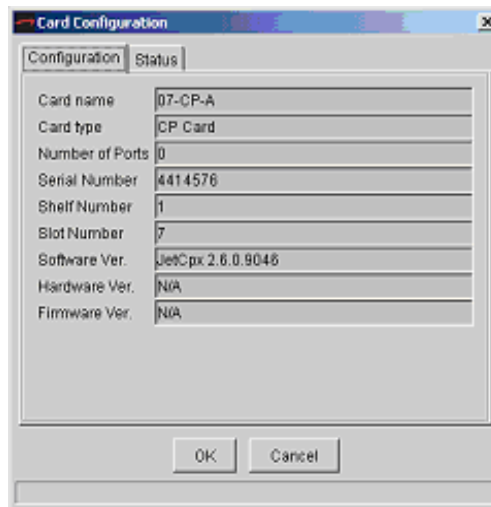 Card Configuration
Configuration Status
Card name 07-CP-A
Card type CP Card
Number of Ports 0
Serial Number 4414576
Shelf Number 1
Slot Number 7
Software Ver. JetCpx 2.6.0.9046
Hardware Ver. N/A
Firmware Ver. N/A
OK Cancel